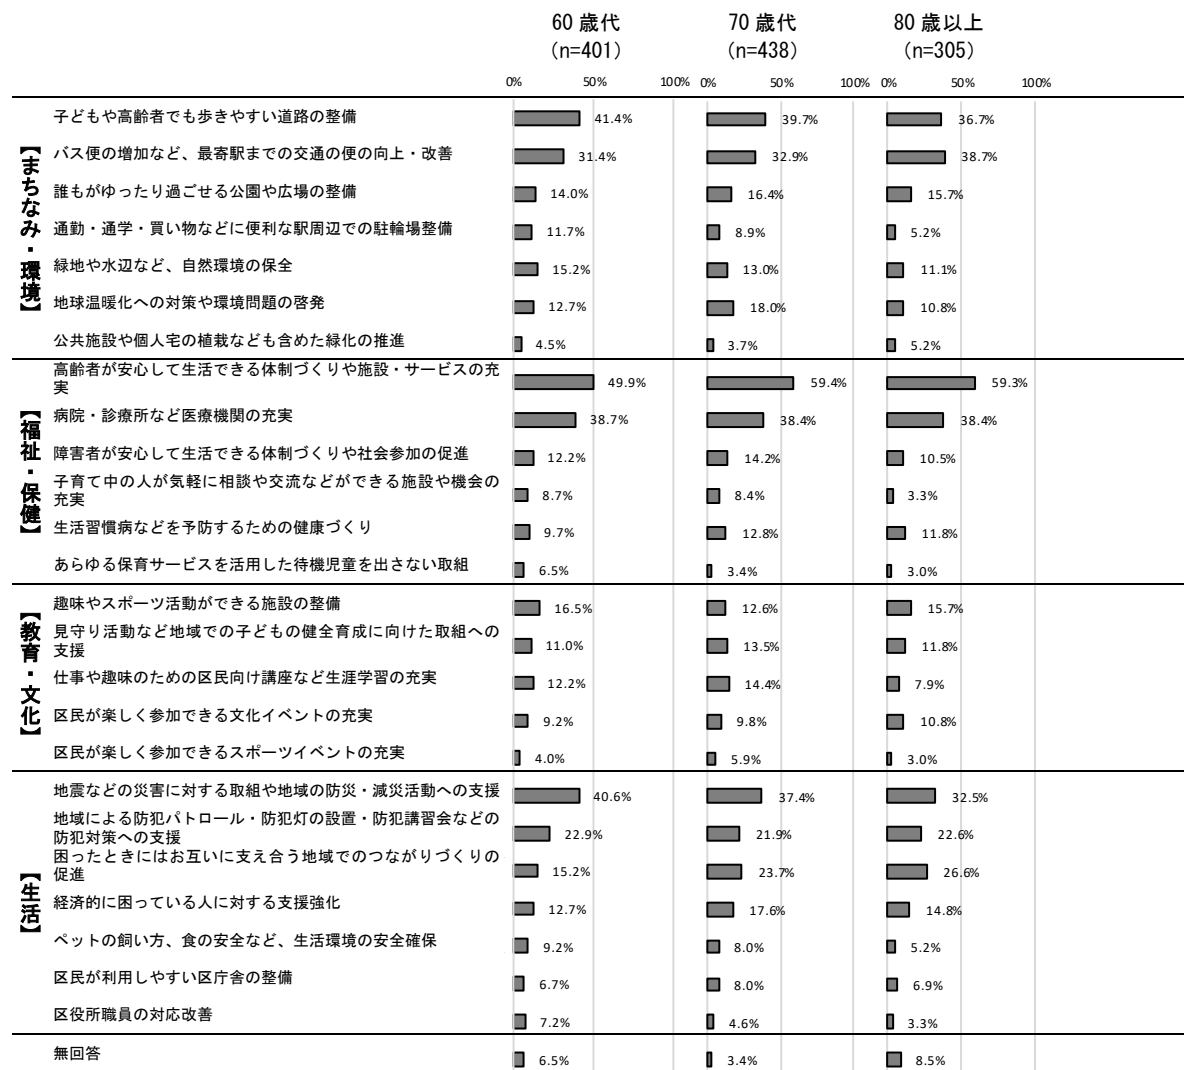 60 歳代 70 歳代 80 歳以上
（n=401） （n=438） （n=305）
0% 50% 100% 0% 50% 100% 0% 50% 100%
【まちなみ・環境】
子どもや高齢者でも歩きやすい道路の整備 41.4% 39.7% 36.7%
バス便の増加など、最寄駅までの交通の便の向上・改善 31.4% 32.9% 38.7%
誰もがゆったり過ごせる公園や広場の整備 14.0% 16.4% 15.7%
通勤・通学・買い物などに便利な駅周辺での駐輪場整備 11.7% 8.9% 5.2%
緑地や水辺など、自然環境の保全 15.2% 13.0% 11.1%
地球温暖化への対策や環境問題の啓発 12.7% 18.0% 10.8%
公共施設や個人宅の植栽なども含めた緑化の推進 4.5% 3.7% 5.2%
【福祉・保健】
高齢者が安心して生活できる体制づくりや施設・サービスの充
実 49.9% 59.4% 59.3%
病院・診療所など医療機関の充実 38.7% 38.4% 38.4%
障害者が安心して生活できる体制づくりや社会参加の促進 12.2% 14.2% 10.5%
子育て中の人が気軽に相談や交流などができる施設や機会の
充実 8.7% 8.4% 3.3%
生活習慣病などを予防するための健康づくり 9.7% 12.8% 11.8%
あらゆる保育サービスを活用した待機児童を出さない取組 6.5% 3.4% 3.0%
【教育・文化】
趣味やスポーツ活動ができる施設の整備 16.5% 12.6% 15.7%
見守り活動など地域での子どもの健全育成に向けた取組への
支援 11.0% 13.5% 11.8%
仕事や趣味のための区民向け講座など生涯学習の充実 12.2% 14.4% 7.9%
区民が楽しく参加できる文化イベントの充実 9.2% 9.8% 10.8%
区民が楽しく参加できるスポーツイベントの充実 4.0% 5.9% 3.0%
【生活】
地震などの災害に対する取組や地域の防災・減災活動への支援 40.6% 37.4% 32.5%
地域による防犯パトロール・防犯灯の設置・防犯講習会などの
防犯対策への支援 22.9% 21.9% 22.6%
困ったときにはお互いに支え合う地域でのつながりづくりの
促進 15.2% 23.7% 26.6%
経済的に困っている人に対する支援強化 12.7% 17.6% 14.8%
ペットの飼い方、食の安全など、生活環境の安全確保 9.2% 8.0% 5.2%
区民が利用しやすい区庁舎の整備 6.7% 8.0% 6.9%
区役所職員の対応改善 7.2% 4.6% 3.3%
無回答 6.5% 3.4% 8.5%